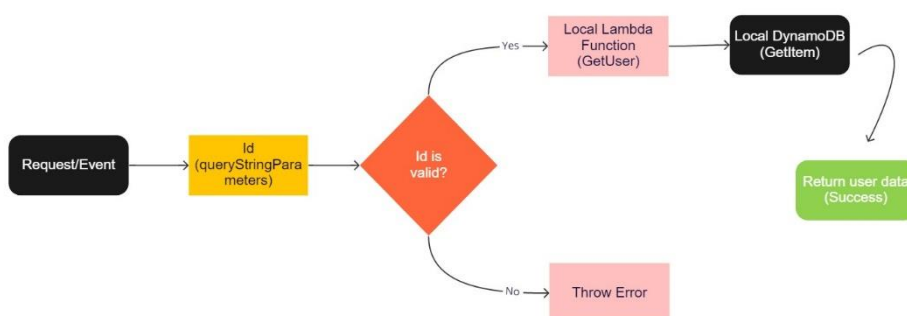 Request/Event
Id
(queryStringPara
meters)
Id is
valid?
Yes
Local Lambda
Function
(GetUser)
Local DynamoDB
(GetItem)
Return user data
(Success)
No
Throw Error